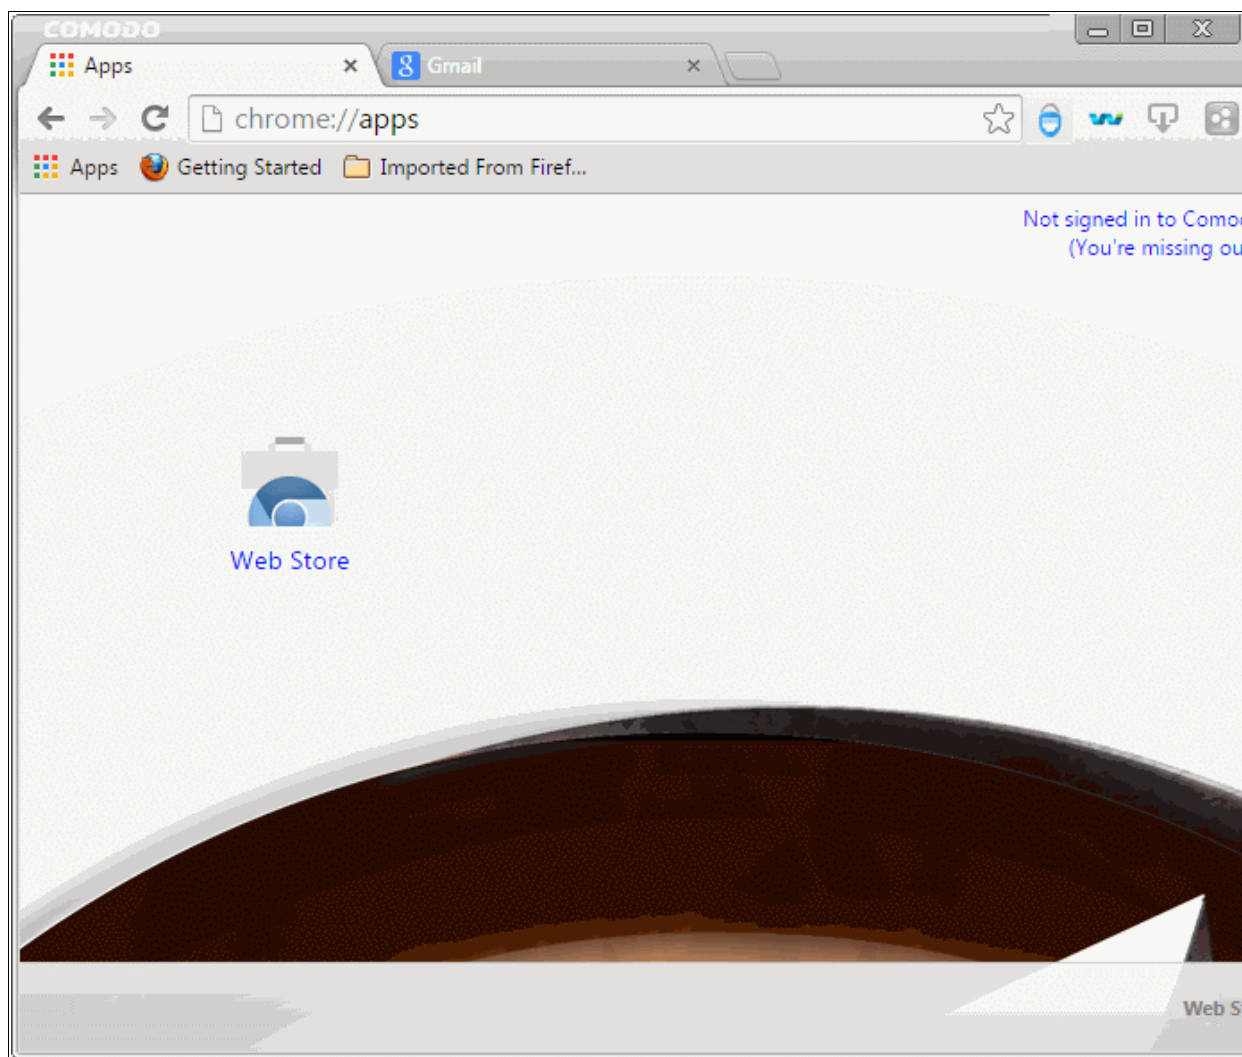 COMODO
Apps
Gmail
chrome://apps
Apps
Getting Started
Imported From Firef...
Not signed in to Comod
(You're missing ou
Web Store
Web S